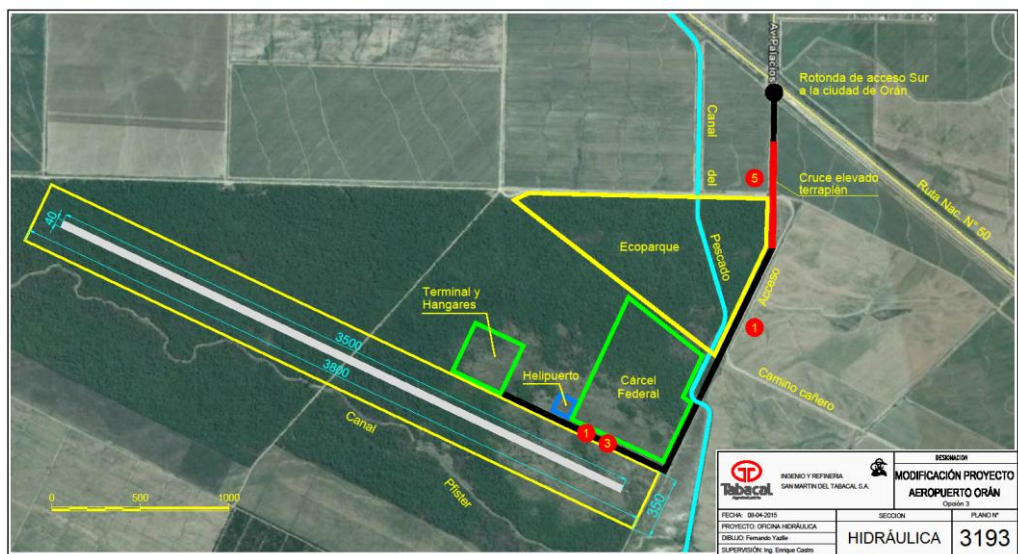 Av Palacios
Rotonda de acceso Sur
a la ciudad de Orán
Canal
del
Pescado
5
Cruce elevado
terraplén
Ruta Nac. N° 50
40
Ecoparque
Acceso
1
Terminal y
Hangares
3500
3800
Helipuerto
Cárcel
Federal
Camino cañero
1
3
Canal
Pfister
350
0
500
1000
Tabacal
Agroindustria
INGENIO Y REFINERIA
SAN MARTIN DEL TABACAL S.A.
DESIGNACION
MODIFICACIÓN PROYECTO
AEROPUERTO ORÁN
Opción 3
FECHA: 08-04-2015
PROYECTO: OFICINA HIDRÁULICA
DIBUJO: Fernando Yazlle
SUPERVISIÓN: Ing. Enrique Castro
SECCION
HIDRÁULICA
PLANO N°
3193